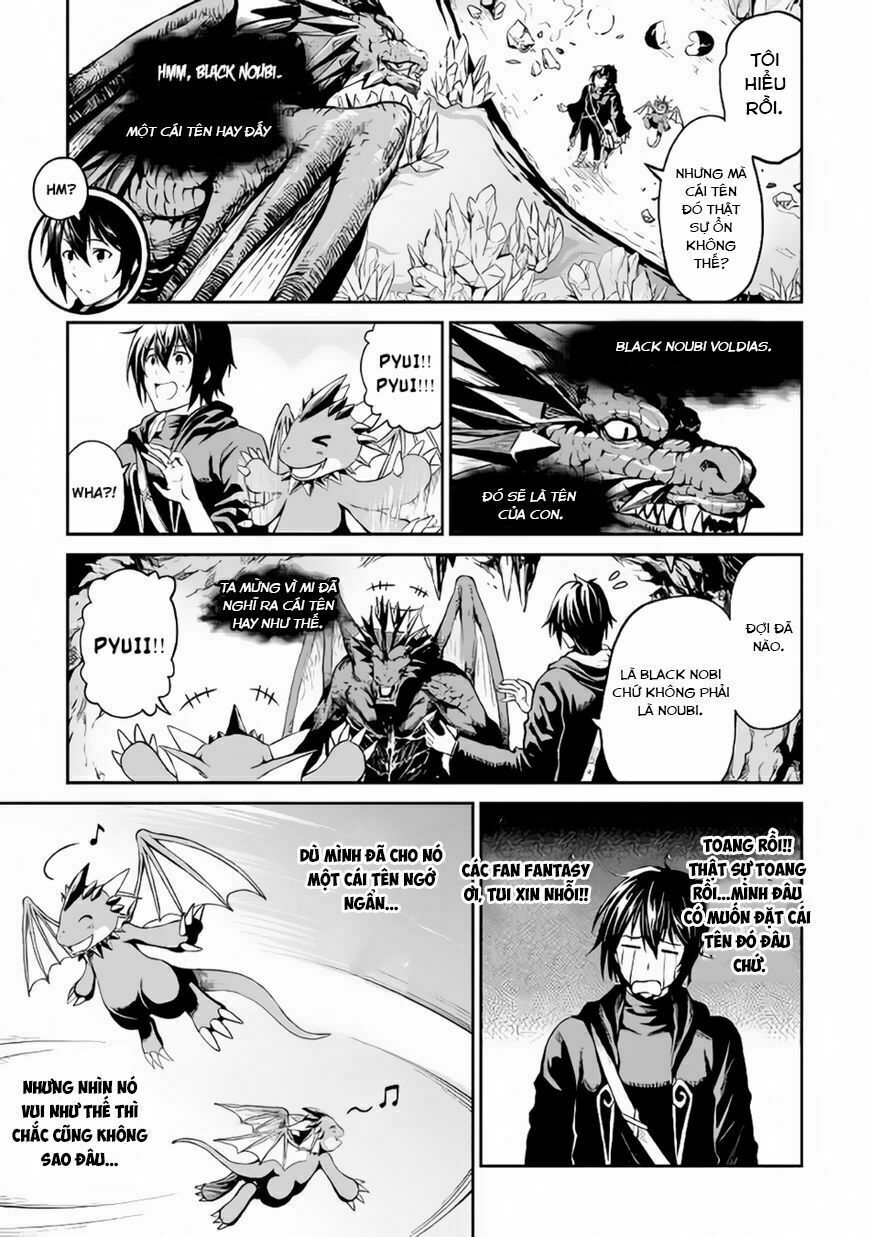 TÔI
HIỂU
RỒI.
NHƯNG MÀ
CÁI TÊN
ĐÓ THẬT
SỰ ỔN
KHÔNG
THẾ?
HMM, BLACK NOUBI..
MỘT CÁI TÊN HAY ĐẤY
HM?
BLACK NOUBI VOLDIAS.
ĐÓ SẼ LÀ TÊN
CỦA CON.
PYUI!!
PYUI!!!
WHA?!
ĐỢI ĐÃ
NÀO.
LÀ BLACK NOBI
CHỨ KHÔNG PHẢI
LÀ NOUBI.
TA MỪNG VÌ MI ĐÃ
NGHĨ RA CÁI TÊN
HAY NHƯ THẾ.
PYUII!!
TOANG RỒI!!
THẬT SỰ TOANG
RỒI...MÌNH ĐÂU
CÓ MUỐN ĐẶT CÁI
TÊN ĐÓ ĐÂU
CHỨ.
CÁC FAN FANTASY
ƠI, TUI XIN NHỖI!!
DÙ MÌNH ĐÃ CHO NÓ
MỘT CÁI TÊN NGỚ
NGẨN...
NHƯNG NHÌN NÓ
VUI NHƯ THẾ THÌ
CHẮC CŨNG KHÔNG
SAO ĐÂU...